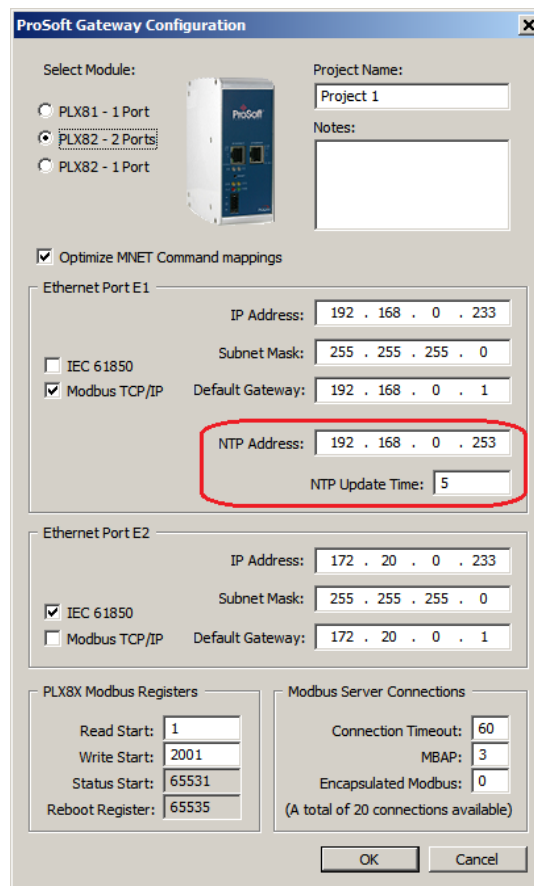 ProSoft Gateway Configuration
Select Module:
PLX81 - 1 Port
PLX82 - 2 Ports
PLX82 - 1 Port
ProSoft
Project Name:
Project 1
Notes:
Optimize MNET Command mappings
Ethernet Port E1
IP Address: 192 . 168 . 0 . 233
Subnet Mask: 255 . 255 . 255 . 0
IEC 61850
Modbus TCP/IP Default Gateway: 192 . 168 . 0 . 1
NTP Address: 192 . 168 . 0 . 253
NTP Update Time: 5
Ethernet Port E2
IP Address: 172 . 20 . 0 . 233
Subnet Mask: 255 . 255 . 255 . 0
IEC 61850
Modbus TCP/IP Default Gateway: 172 . 20 . 0 . 1
PLX8X Modbus Registers
Read Start: 1
Write Start: 2001
Status Start: 65531
Reboot Register: 65535
Modbus Server Connections
Connection Timeout: 60
MBAP: 3
Encapsulated Modbus: 0
(A total of 20 connections available)
OK Cancel